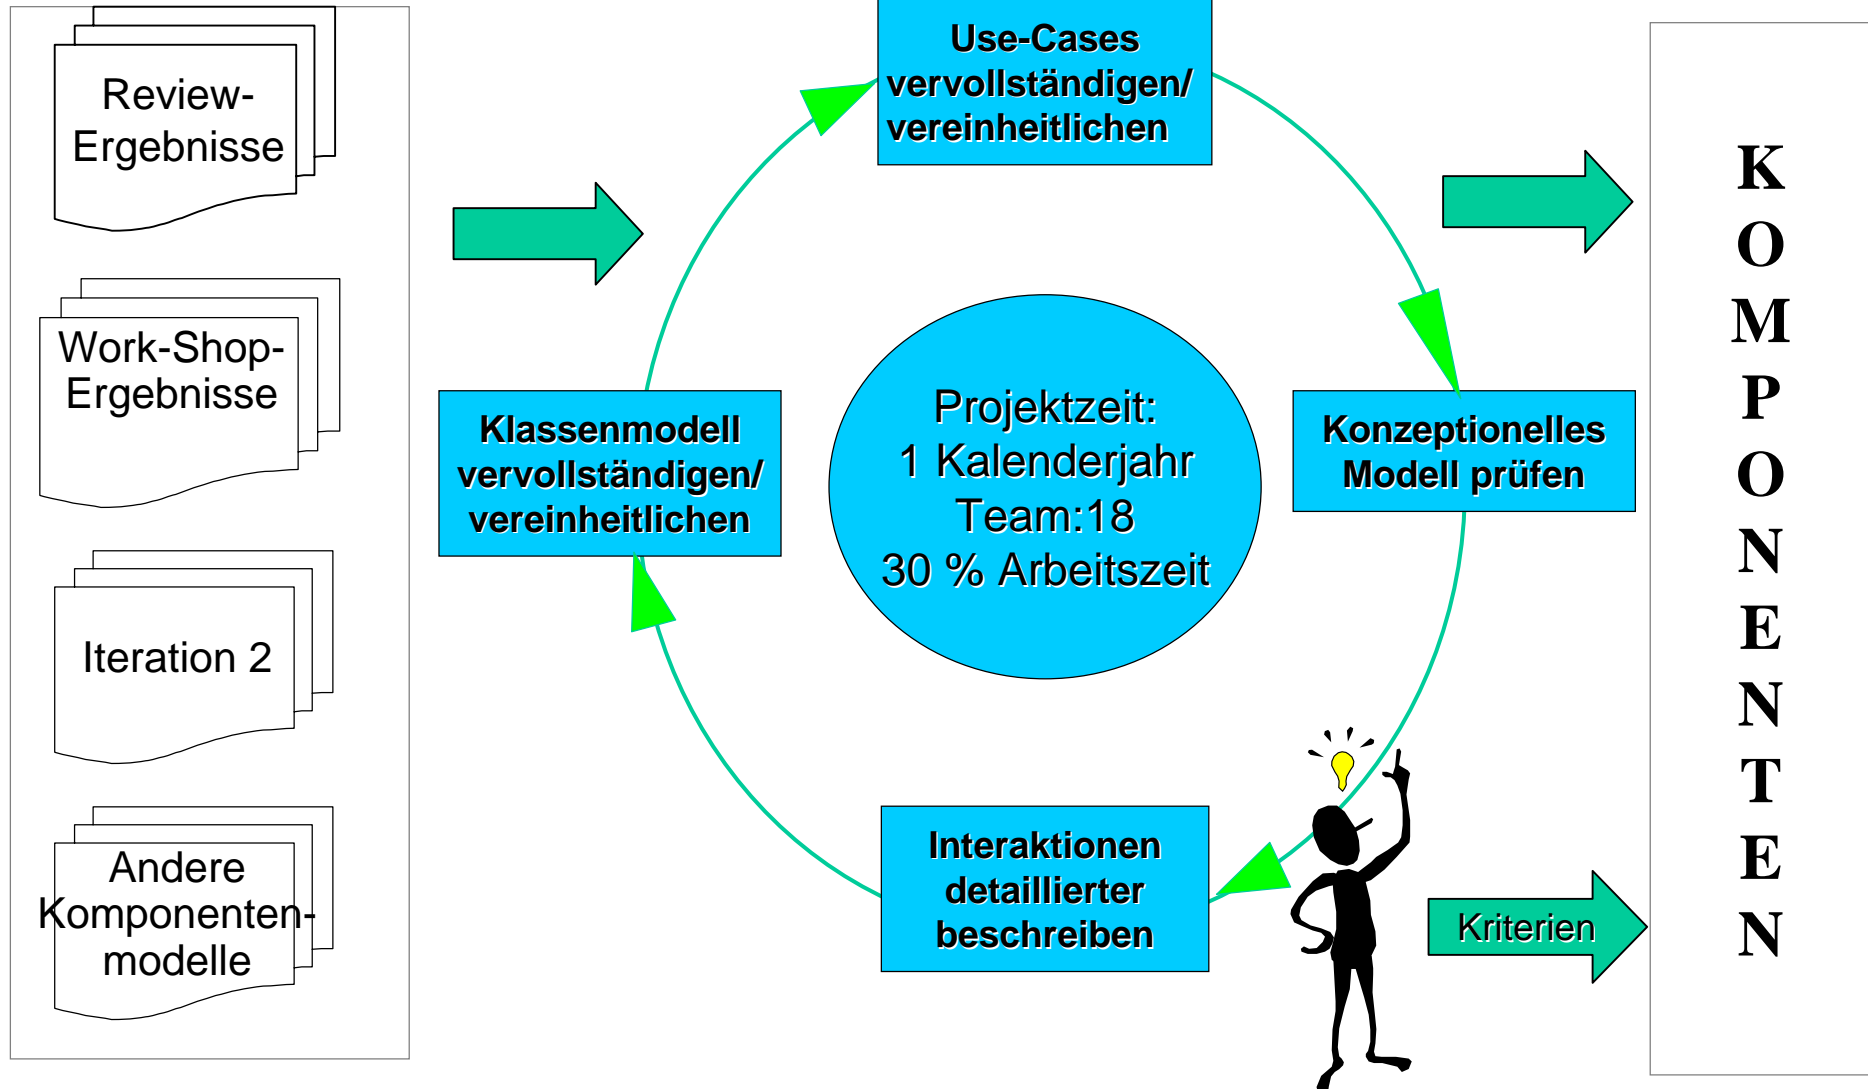 Review-
Ergebnisse
Work-Shop-
Ergebnisse
Iteration 2
Andere
Komponenten-
modelle
Use-Cases
vervollständigen/
vereinheitlichen
Klassenmodell
vervollständigen/
vereinheitlichen
Projektzeit:
1 Kalenderjahr
Team:18
30 % Arbeitszeit
Konzeptionelles
Modell prüfen
Interaktionen
detaillierter
beschreiben
Kriterien
K
O
M
P
O
N
E
N
T
E
N